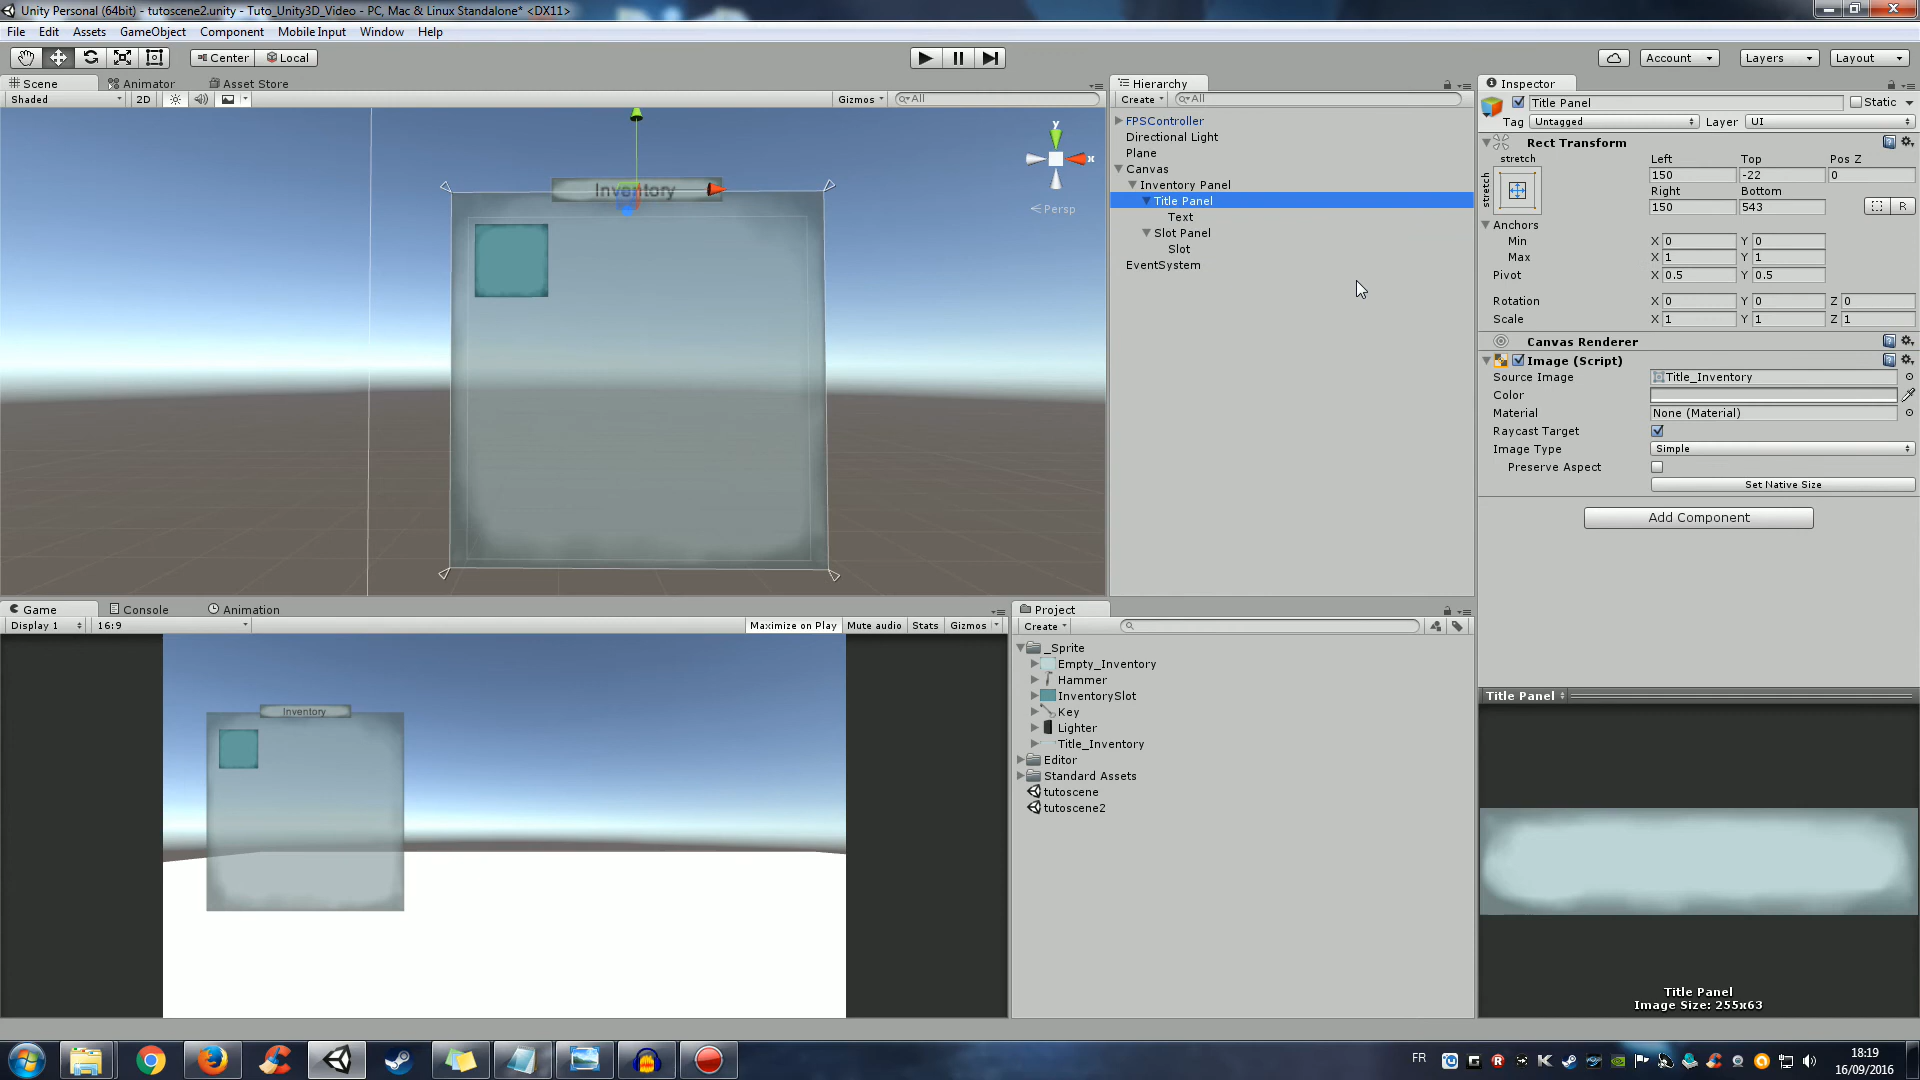 Unity Personal (64bit) - tutoscene2.unity - Tuto_Unity3D_Video - PC, Mac & Linux Standalone* <DX11>
File Edit Assets GameObject Component Mobile Input Window Help
Center Local Account Layers Layout
Scene Animator Asset Store
Shaded 2D Gizmos All
y
x
Persp
Inventory
Hierarchy
Create All
FPSController
Directional Light
Plane
Canvas
Inventory Panel
Title Panel
Text
Slot Panel
Slot
EventSystem
Inspector
Title Panel Static
Tag Untagged Layer UI
Rect Transform
stretch Left Top Pos Z
stretch 150 -22 0
Right Bottom
150 543 R
Anchors
Min X 0 Y 0
Max X 1 Y 1
Pivot X 0.5 Y 0.5
Rotation X 0 Y 0 Z 0
Scale X 1 Y 1 Z 1
Canvas Renderer
Image (Script)
Source Image Title_Inventory
Color
Material None (Material)
Raycast Target
Image Type Simple
Preserve Aspect
Set Native Size
Add Component
Game Console Animation
Display 1 16:9 Maximize on Play Mute audio Stats Gizmos
Inventory
Project
Create
_Sprite
Empty_Inventory
Hammer
InventorySlot
Key
Lighter
Title_Inventory
Editor
Standard Assets
tutoscene
tutoscene2
Title Panel
Title Panel
Image Size: 255x63
FR
18:19
16/09/2016